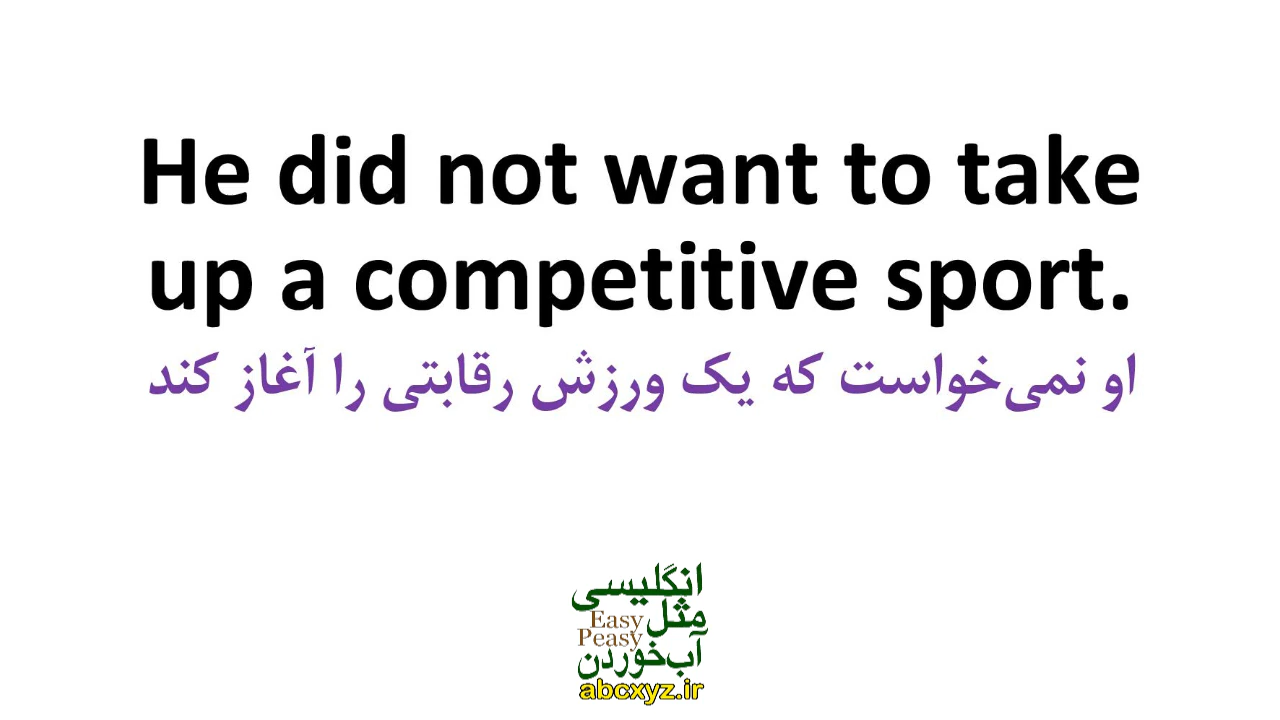 He did not want to take
up a competitive sport.
او نمی‌خواست که یک ورزش رقابتی را آغاز کند
انگلیسی
مثل
Easy
Peasy
آب‌خوردن
abcxyz.ir